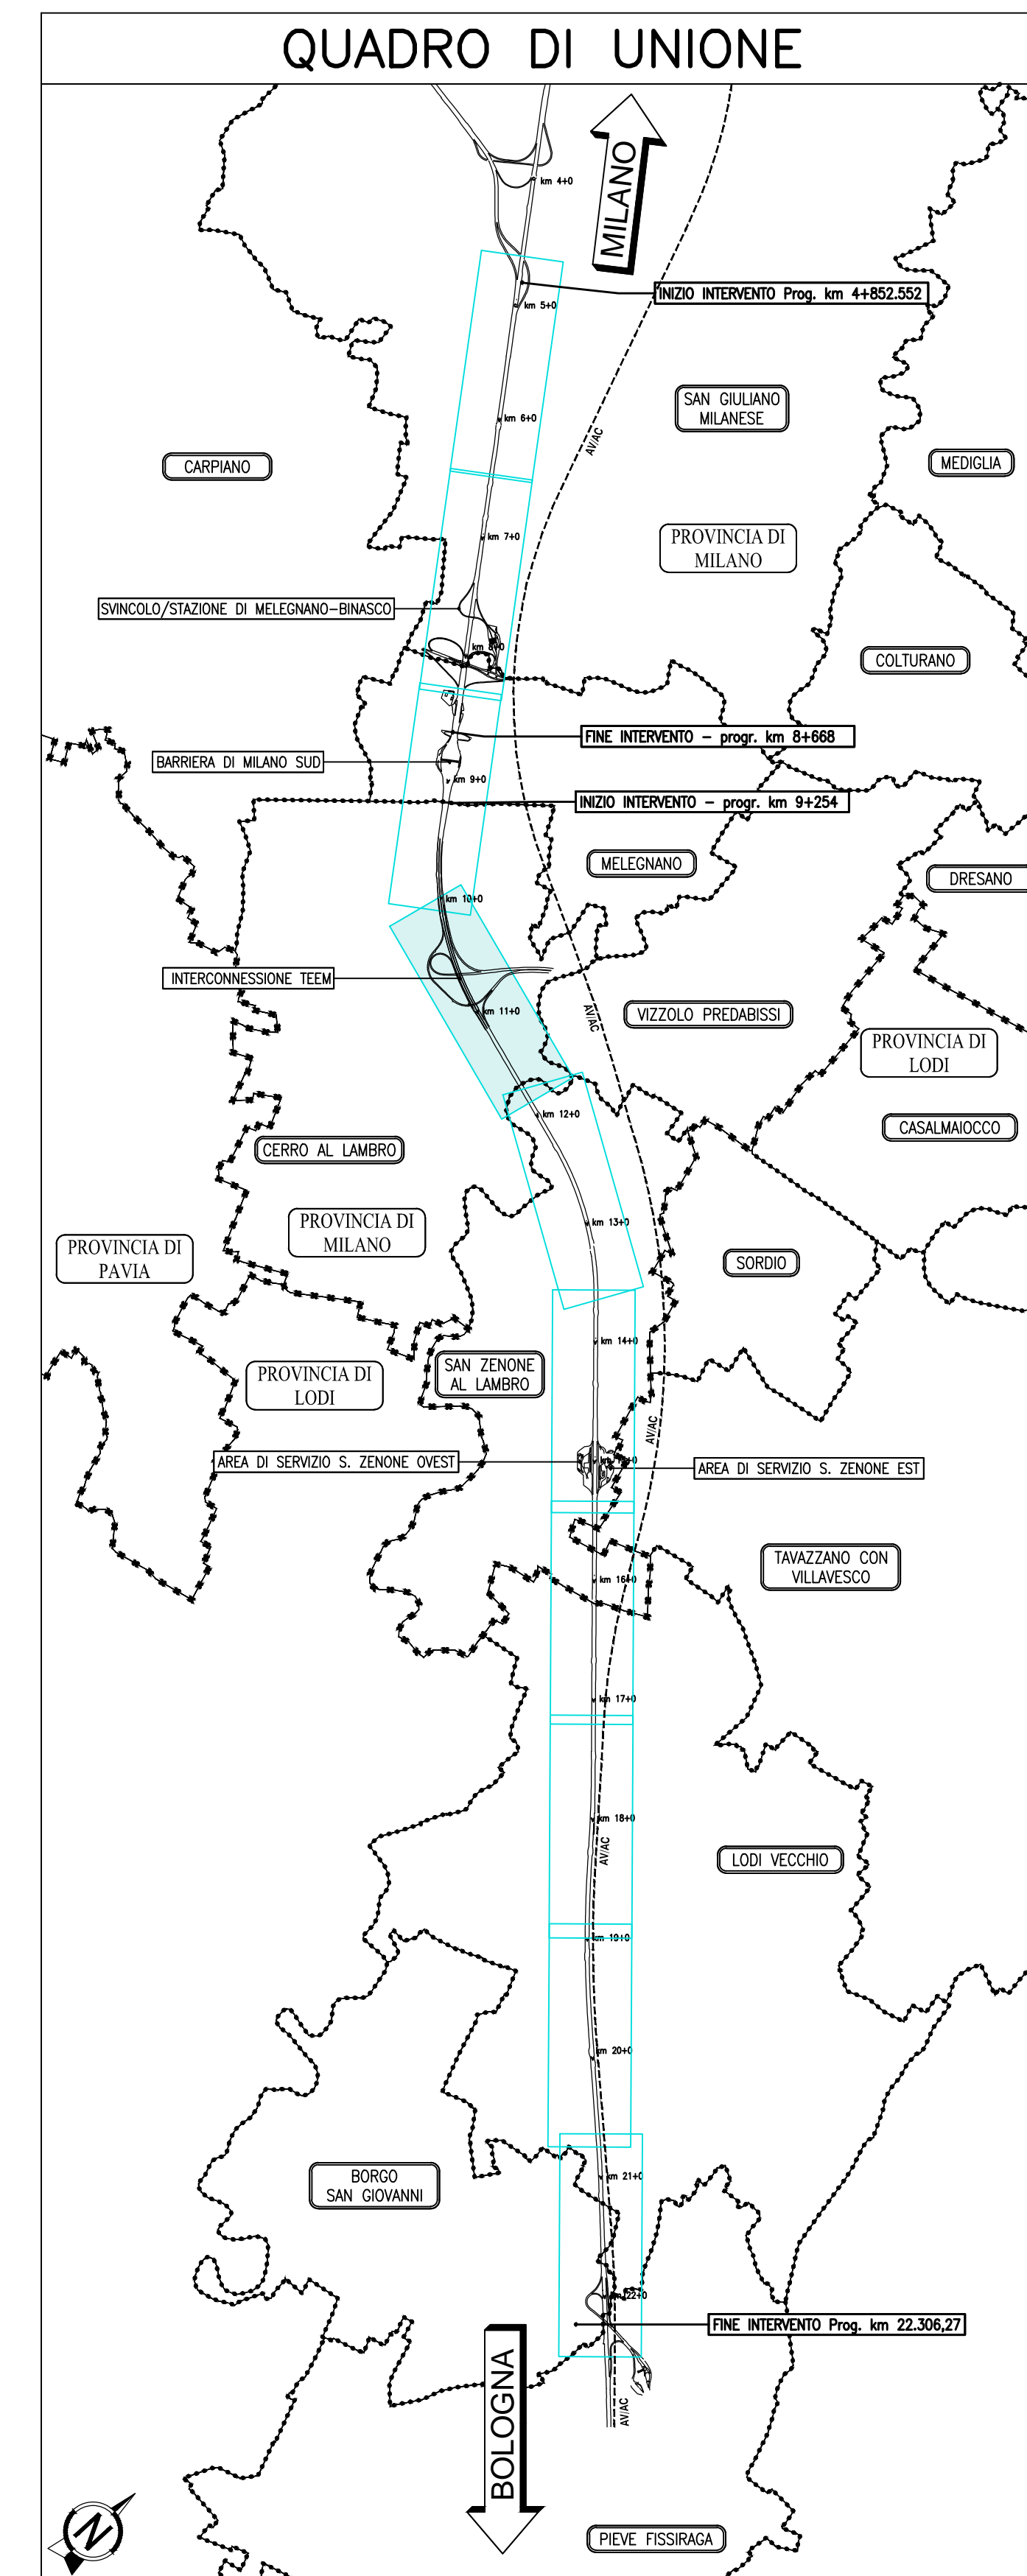 QUADRO DI UNIONE
MILANO
km 4+0
INIZIO INTERVENTO Prog. km 4+852.552
km 5+0
SAN GIULIANO
MILANESE
km 6+0
AV/AC
CARPIANO
MEDIGLIA
PROVINCIA DI
MILANO
km 7+0
SVINCOLO/STAZIONE DI MELEGNANO-BINASCO
km 8+0
COLTURANO
FINE INTERVENTO - progr. km 8+668
BARRIERA DI MILANO SUD
km 9+0
INIZIO INTERVENTO - progr. km 9+254
MELEGNANO
DRESANO
km 10+0
INTERCONNESSIONE TEEM
km 11+0
AV/AC
VIZZOLO PREDABISSI
PROVINCIA DI
LODI
km 12+0
CASALMAIOCCO
CERRO AL LAMBRO
PROVINCIA DI
MILANO
km 13+0
PROVINCIA DI
PAVIA
SORDIO
km 14+0
SAN ZENONE
AL LAMBRO
PROVINCIA DI
LODI
AV/AC
AREA DI SERVIZIO S. ZENONE OVEST
AREA DI SERVIZIO S. ZENONE EST
TAVAZZANO CON
VILLAVESCO
km 16+0
km 17+0
km 18+0
AV/AC
LODI VECCHIO
km 19+0
km 20+0
km 21+0
BORGO
SAN GIOVANNI
km 22+0
FINE INTERVENTO Prog. km 22.306,27
BOLOGNA
AV/AC
N
PIEVE FISSIRAGA